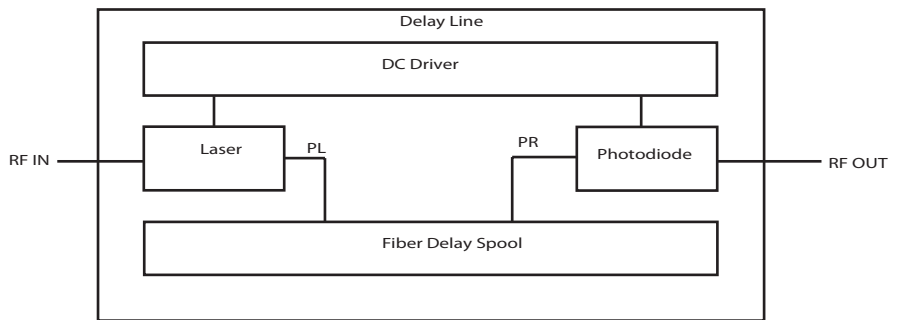 Delay Line
DC Driver
Laser
PL
PR
Photodiode
RF IN
RF OUT
Fiber Delay Spool